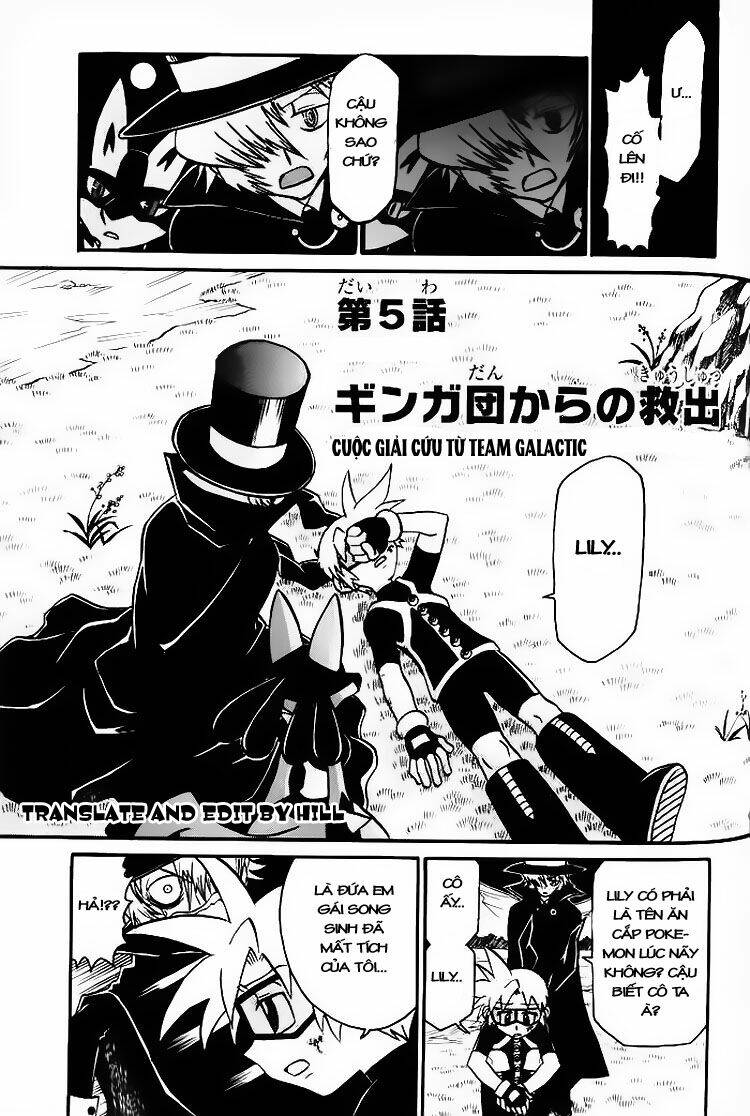 Ư...
CỐ
LÊN
ĐI!!
CẬU
KHÔNG
SAO
CHỨ?
だい わ
第5話
だん きゅうしゅつ
ギンガ団からの救出
CUỘC GIẢI CỨU TỪ TEAM GALACTIC
LILY...
TRANSLATE AND EDIT BY HILL
LILY CÓ PHẢI
LÀ TÊN ĂN
CẮP POKE-
MON LÚC NÃY
KHÔNG? CẬU
BIẾT CÔ TA
À?
CÔ
ẤY...
LILY...
LÀ ĐỨA EM
GÁI SONG
SINH ĐÃ
MẤT TÍCH
CỦA TÔI...
HẢ!??